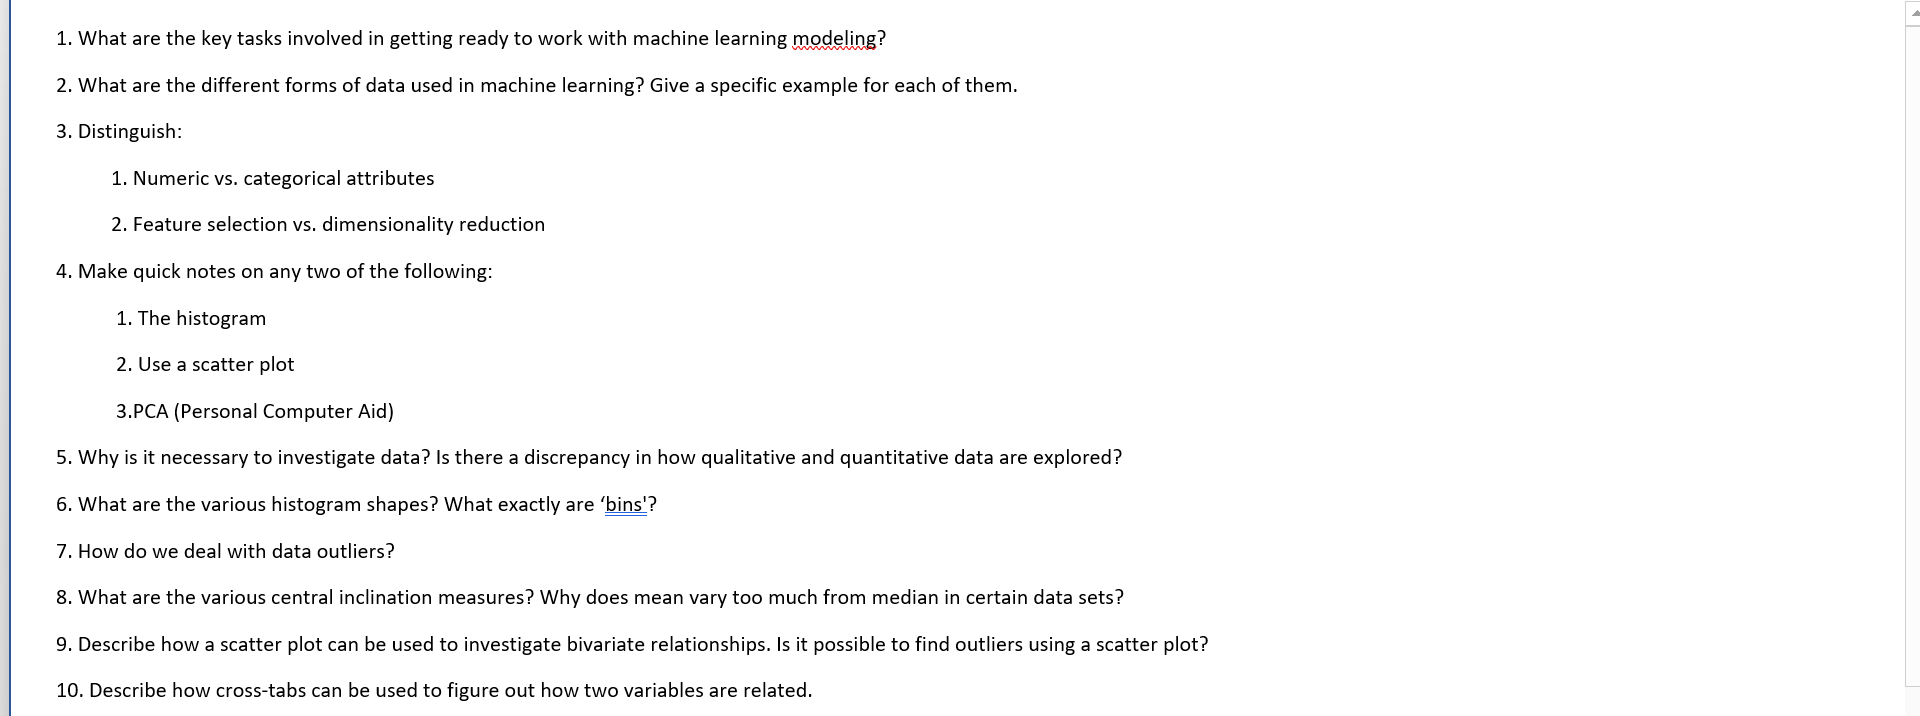 1. What are the key tasks involved in getting ready to work with machine learning modeling?
2. What are the different forms of data used in machine learning? Give a specific example for each of them.
3. Distinguish:
1. Numeric vs. categorical attributes
2. Feature selection vs. dimensionality reduction
4. Make quick notes on any two of the following:
1. The histogram
2. Use a scatter plot
3.PCA (Personal Computer Aid)
5. Why is it necessary to investigate data? Is there a discrepancy in how qualitative and quantitative data are explored?
6. What are the various histogram shapes? What exactly are ‘bins'?
7. How do we deal with data outliers?
8. What are the various central inclination measures? Why does mean vary too much from median in certain data sets?
9. Describe how a scatter plot can be used to investigate bivariate relationships. Is it possible to find outliers using a scatter plot?
10. Describe how cross-tabs can be used to figure out how two variables are related.